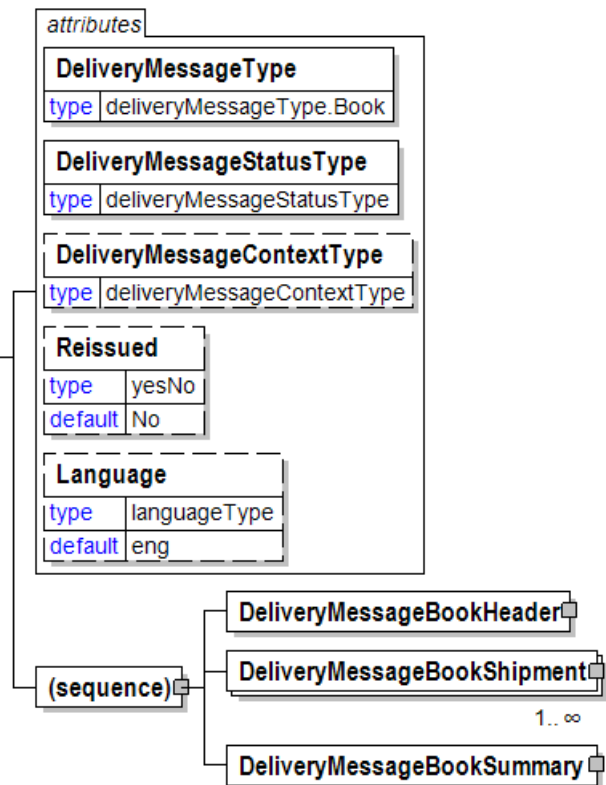 attributes
DeliveryMessageType
type deliveryMessageType.Book
DeliveryMessageStatusType
type deliveryMessageStatusType
DeliveryMessageContextType
type deliveryMessageContextType
Reissued
type yesNo
default No
Language
type languageType
default eng
DeliveryMessageBookHeader
(sequence)
DeliveryMessageBookShipment
1.. ∞
DeliveryMessageBookSummary